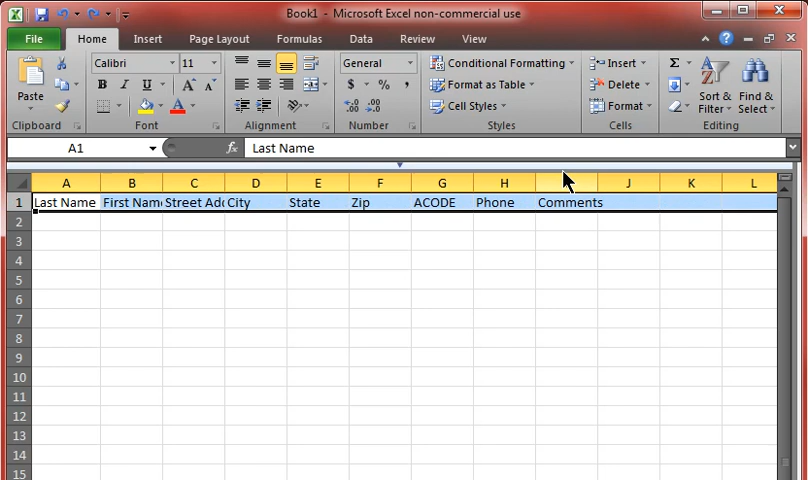 Book1 - Microsoft Excel non-commercial use
File Home Insert Page Layout Formulas Data Review View
Calibri 11 General Conditional Formatting Insert Σ
Paste B I U $ % , Format as Table Delete Sort & Find &
A A Cell Styles Format Filter Select
Clipboard Font Alignment Number Styles Cells Editing
A1 fx Last Name
A B C D E F G H J K L
1 Last Name First Nam Street Add City State Zip ACODE Phone Comments
2
3
4
5
6
7
8
9
10
11
12
13
14
15